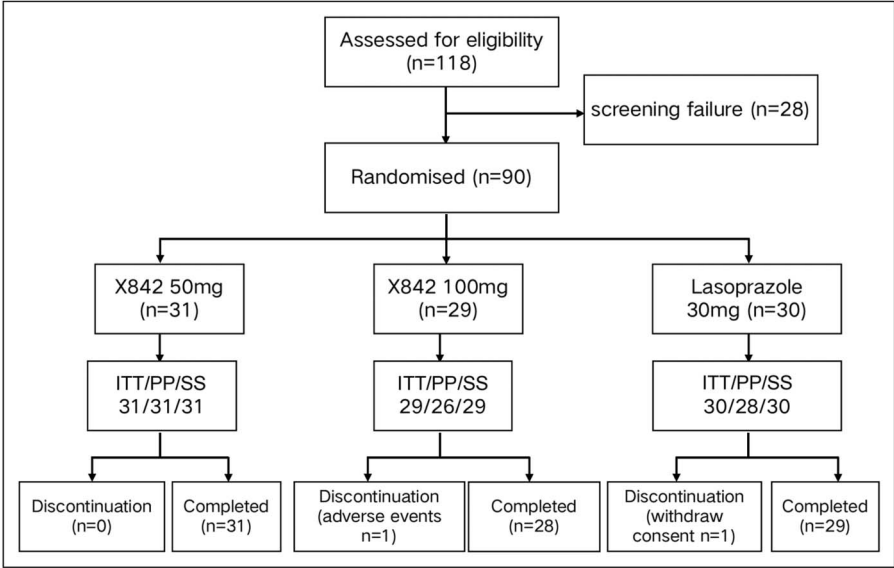 Assessed for eligibility
(n=118)
screening failure (n=28)
Randomised (n=90)
X842 50mg
(n=31)
X842 100mg
(n=29)
Lasoprazole
30mg (n=30)
ITT/PP/SS
31/31/31
ITT/PP/SS
29/26/29
ITT/PP/SS
30/28/30
Discontinuation
(n=0)
Completed
(n=31)
Discontinuation
(adverse events
n=1)
Completed
(n=28)
Discontinuation
(withdraw
consent n=1)
Completed
(n=29)